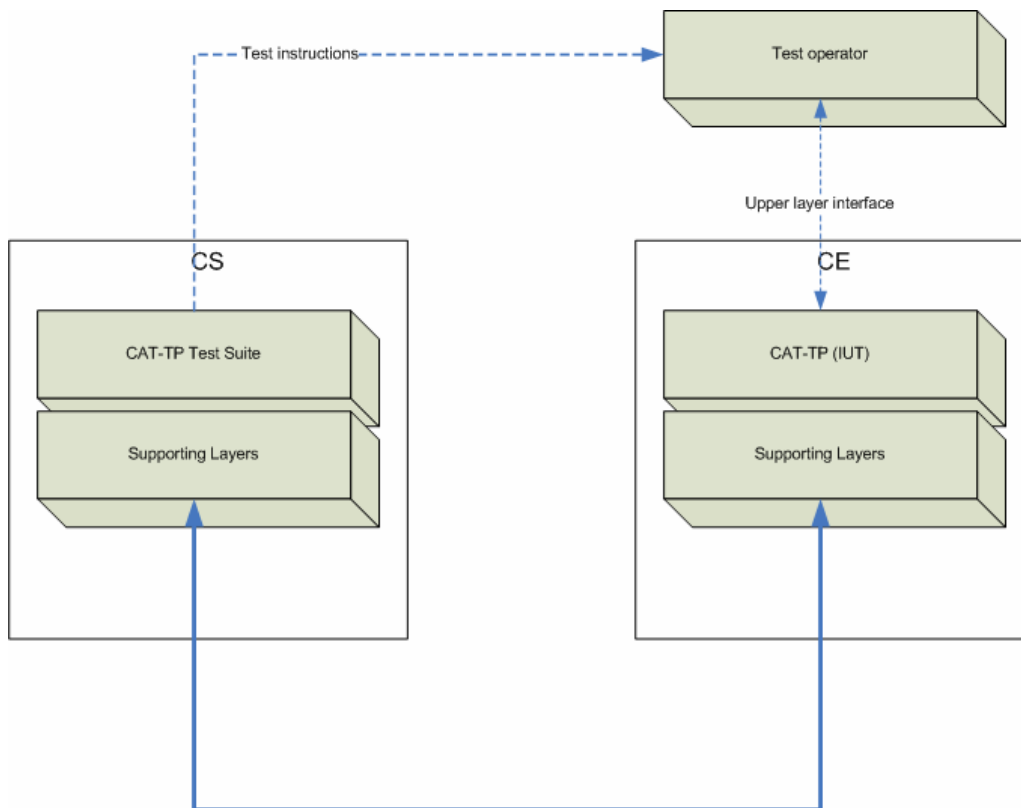 Test instructions
Test operator
Upper layer interface
CS
CE
CAT-TP Test Suite
CAT-TP (IUT)
Supporting Layers
Supporting Layers